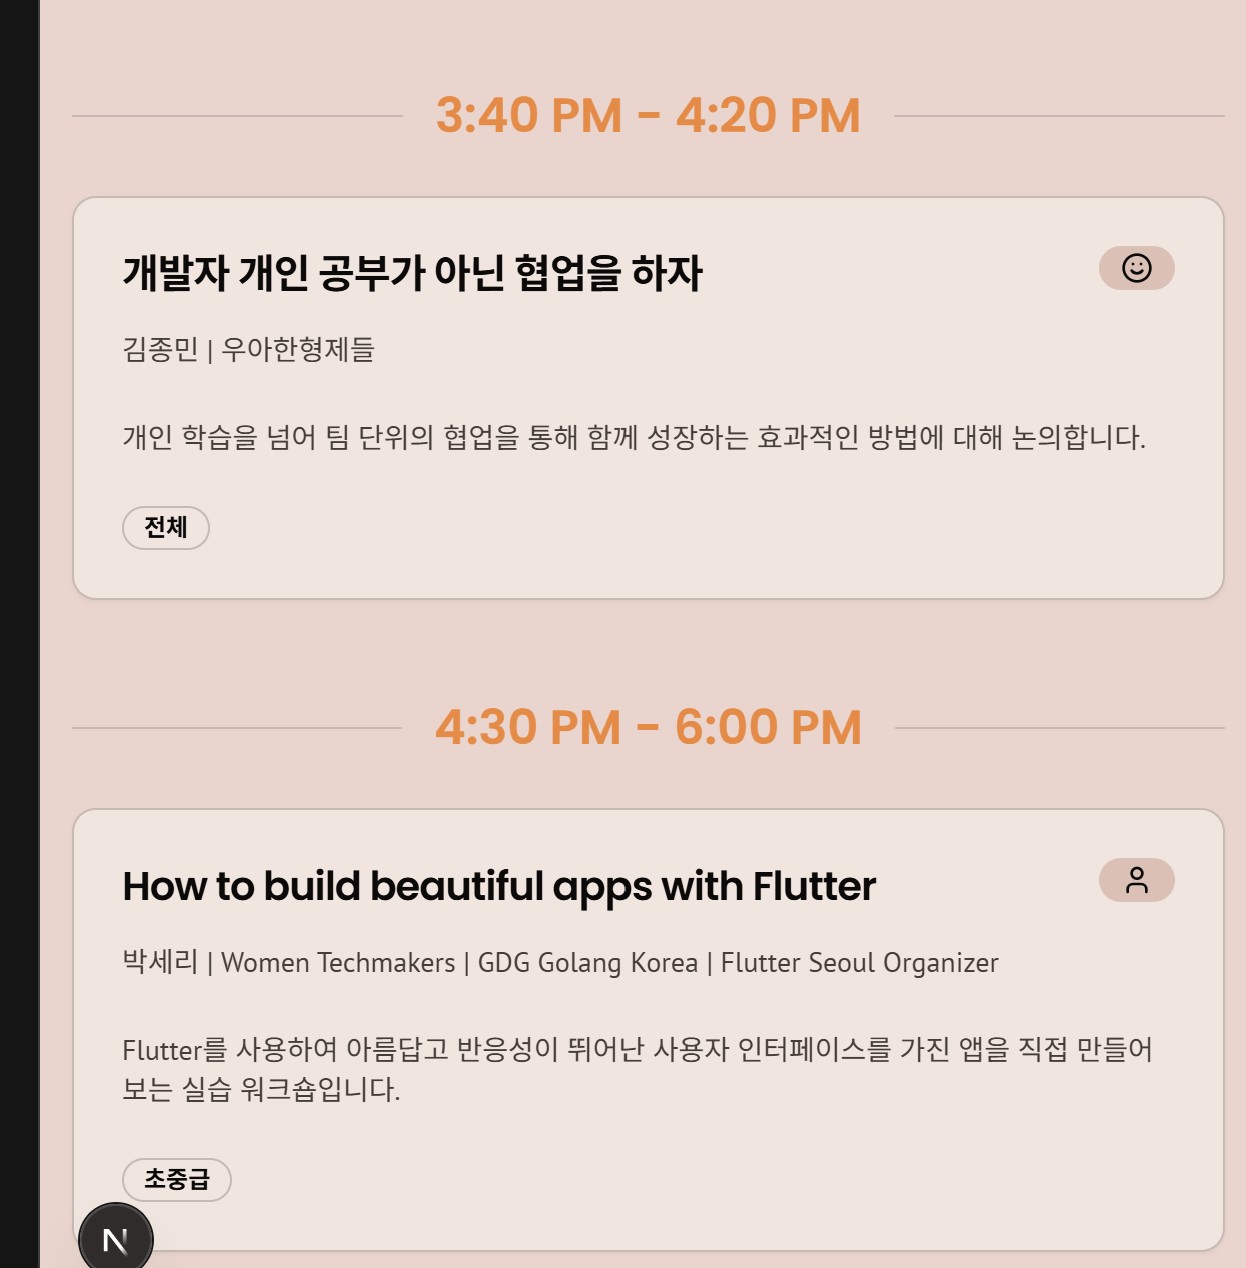 3:40 PM - 4:20 PM
개발자 개인 공부가 아닌 협업을 하자
김종민 | 우아한형제들
개인 학습을 넘어 팀 단위의 협업을 통해 함께 성장하는 효과적인 방법에 대해 논의합니다.
전체
4:30 PM - 6:00 PM
How to build beautiful apps with Flutter
박세리 | Women Techmakers | GDG Golang Korea | Flutter Seoul Organizer
Flutter를 사용하여 아름답고 반응성이 뛰어난 사용자 인터페이스를 가진 앱을 직접 만들어
보는 실습 워크숍입니다.
초중급
N